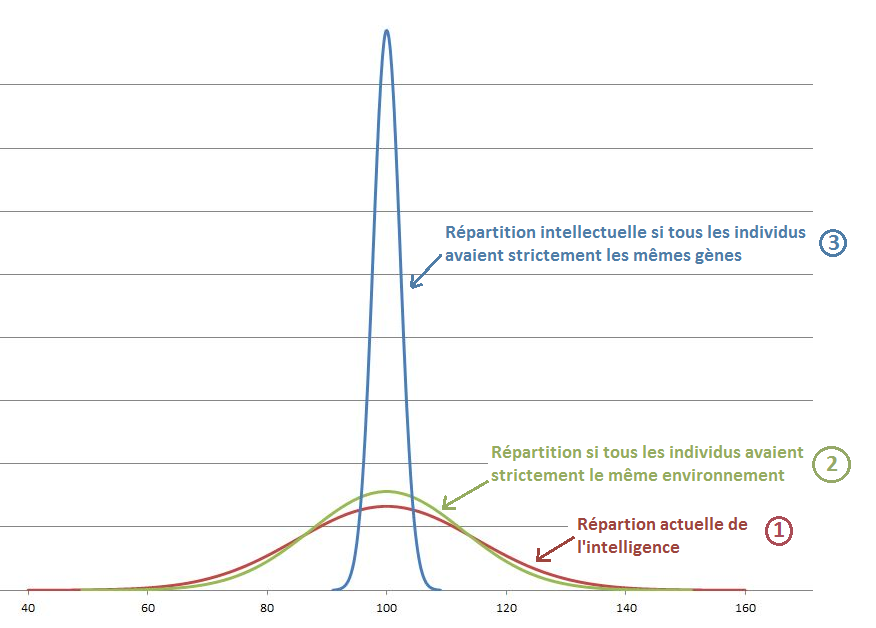 Répartition intellectuelle si tous les individus
avaient strictement les mêmes gènes
3
Répartition si tous les individus avaient
strictement le même environnement
2
Répartion actuelle de
l'intelligence
1
40 60 80 100 120 140 160